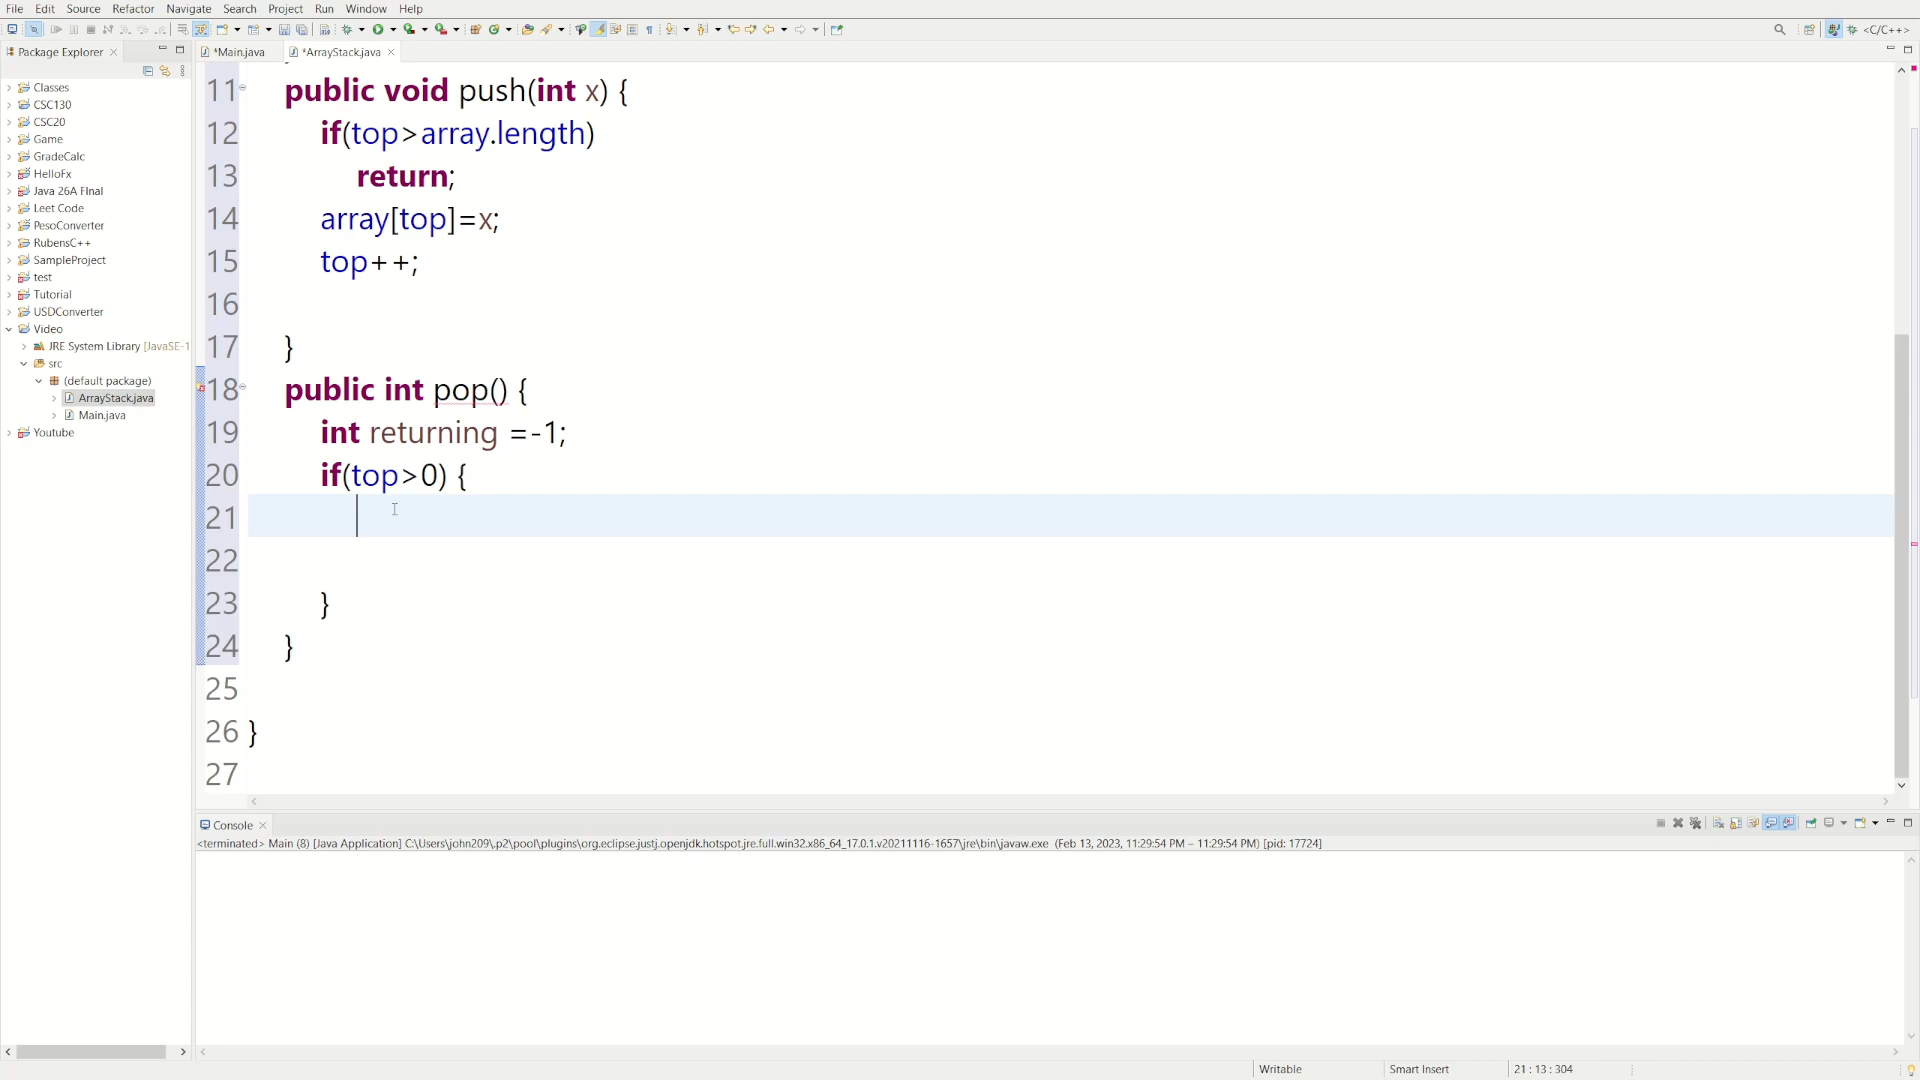 File Edit Source Refactor Navigate Search Project Run Window Help
<C/C++>
Package Explorer
*Main.java *ArrayStack.java
Classes
CSC130
CSC20
Game
GradeCalc
HelloFx
Java 26A FInal
Leet Code
PesoConverter
RubensC++
SampleProject
test
Tutorial
USDConverter
Video
JRE System Library [JavaSE-1
src
(default package)
ArrayStack.java
Main.java
Youtube
11 public void push(int x) {
12 if(top>array.length)
13 return;
14 array[top]=x;
15 top++;
16
17 }
18 public int pop() {
19 int returning =-1;
20 if(top>0) {
21
22
23 }
24 }
25
26 }
27
Console
<terminated> Main (8) [Java Application] C:\Users\john209\.p2\pool\plugins\org.eclipse.justj.openjdk.hotspot.jre.full.win32.x86_64_17.0.1.v20211116-1657\jre\bin\javaw.exe (Feb 13, 2023, 11:29:54 PM – 11:29:54 PM) [pid: 17724]
Writable Smart Insert 21 : 13 : 304